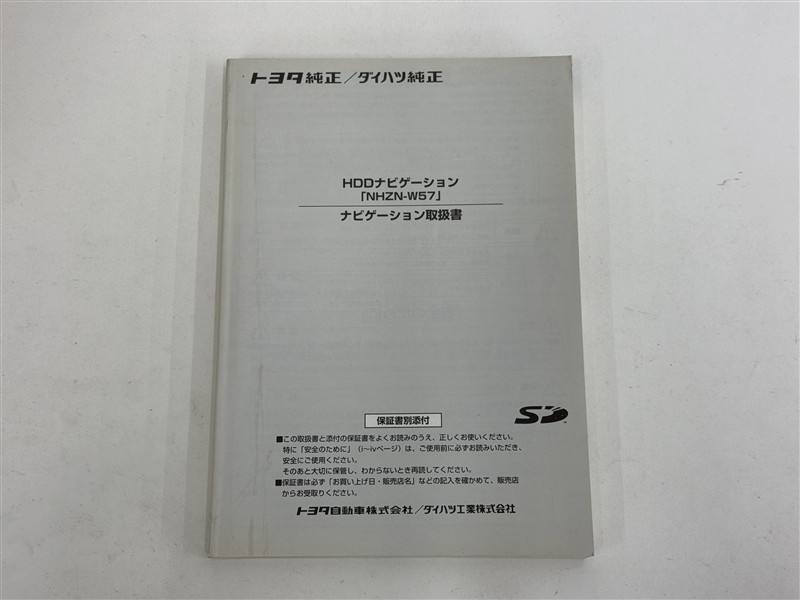 トヨタ純正／ダイハツ純正
HDDナビゲーション
「NHZN-W57」
ナビゲーション取扱書
保証書別添付
SD
■この取扱書と添付の保証書をよくお読みのうえ、正しくお使いください。
特に「安全のために」（i～ivページ）は、ご使用前に必ずお読みいただき、
安全にご使用ください。
そのあと大切に保管し、わからないとき再読してください。
■保証書は必ず「お買い上げ日・販売店名」などの記入を確かめて、販売店
からお受取りください。
トヨタ自動車株式会社／ダイハツ工業株式会社